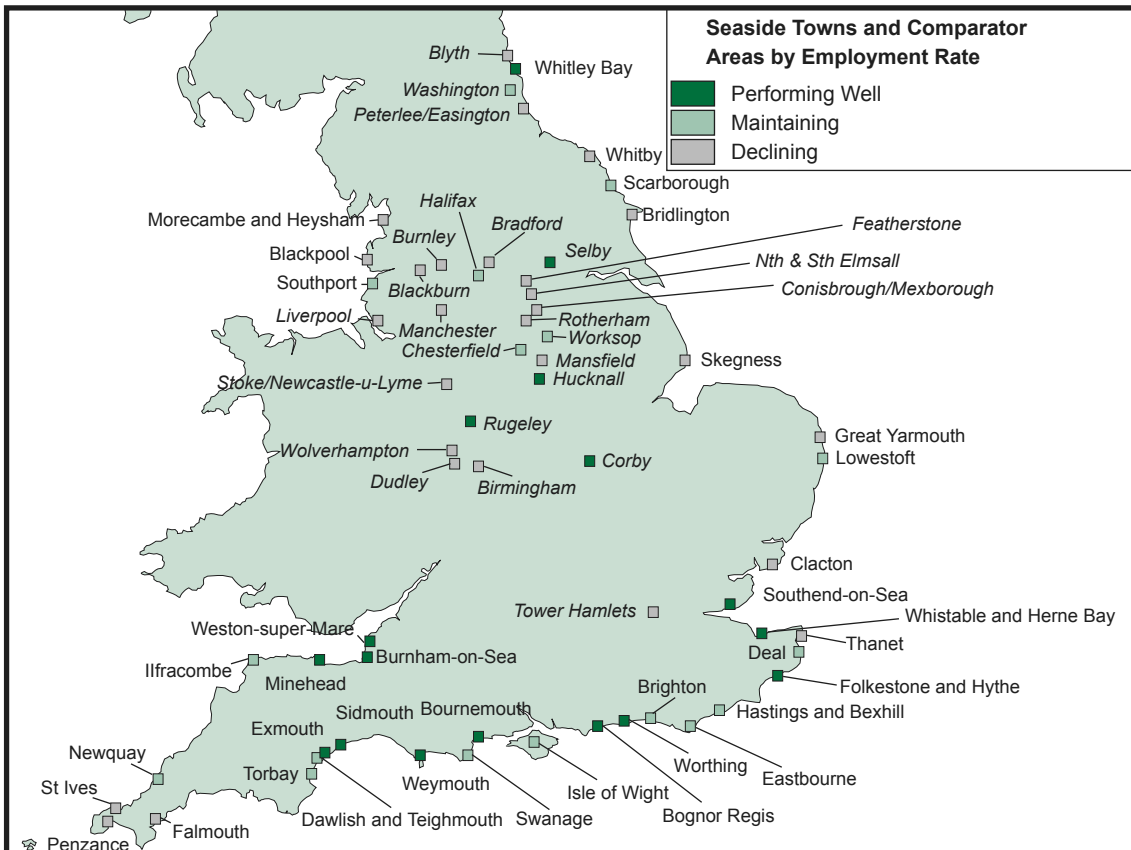 Seaside Towns and Comparator
Areas by Employment Rate
Performing Well
Maintaining
Declining
Blyth
Whitley Bay
Washington
Peterlee/Easington
Whitby
Scarborough
Bridlington
Morecambe and Heysham
Halifax
Bradford
Featherstone
Burnley
Selby
Blackpool
Nth & Sth Elmsall
Southport
Blackburn
Conisbrough/Mexborough
Liverpool
Manchester
Rotherham
Worksop
Chesterfield
Mansfield
Skegness
Stoke/Newcastle-u-Lyme
Hucknall
Rugeley
Great Yarmouth
Wolverhampton
Lowestoft
Corby
Dudley
Birmingham
Clacton
Southend-on-Sea
Tower Hamlets
Whistable and Herne Bay
Weston-super-Mare
Thanet
Deal
Burnham-on-Sea
Ilfracombe
Minehead
Folkestone and Hythe
Brighton
Sidmouth
Bournemouth
Hastings and Bexhill
Exmouth
Newquay
Torbay
Weymouth
Worthing
Eastbourne
St Ives
Isle of Wight
Bognor Regis
Falmouth
Dawlish and Teighmouth
Swanage
Penzance